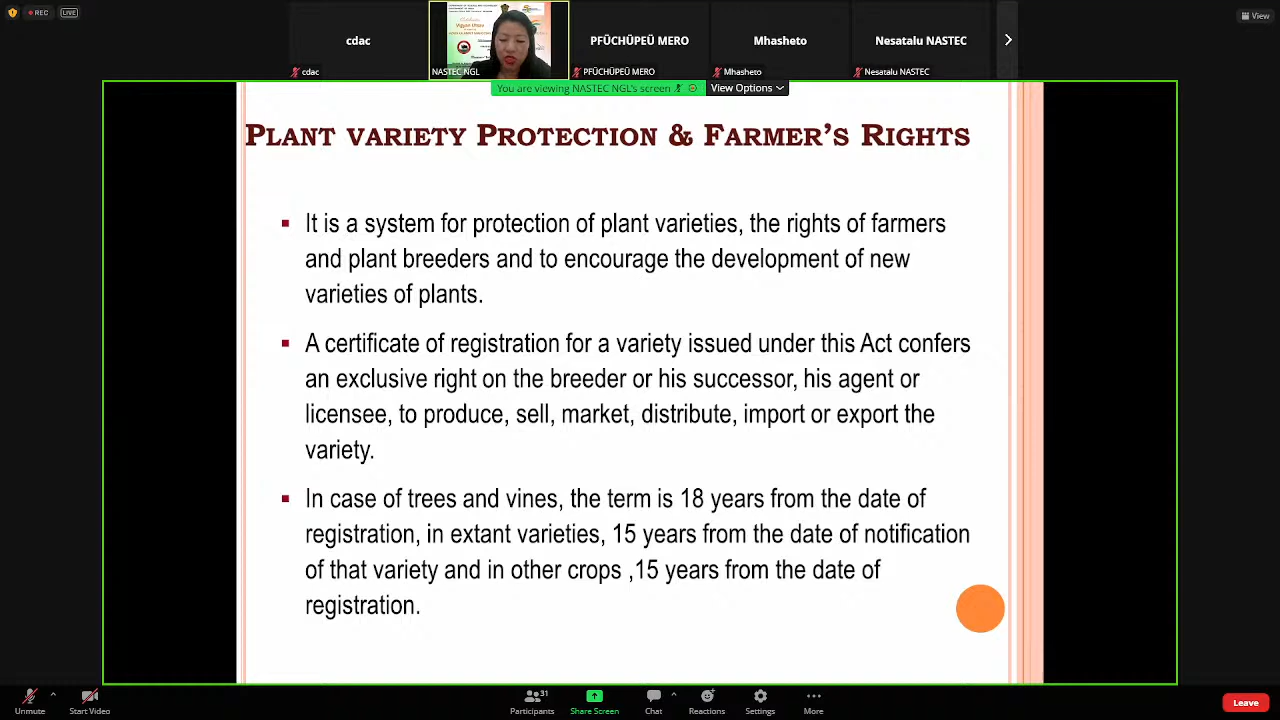 REC
LIVE
View
cdac
PFÜCHÜPEÜ MERO
Mhasheto
Nesatalu NASTEC
Vigyan Utsav
cdac
NASTEC NGL
PFÜCHÜPEÜ MERO
Mhasheto
Nesatalu NASTEC
You are viewing NASTEC NGL's screen
View Options
PLANT VARIETY PROTECTION & FARMER'S RIGHTS
It is a system for protection of plant varieties, the rights of farmers
and plant breeders and to encourage the development of new
varieties of plants.
A certificate of registration for a variety issued under this Act confers
an exclusive right on the breeder or his successor, his agent or
licensee, to produce, sell, market, distribute, import or export the
variety.
In case of trees and vines, the term is 18 years from the date of
registration, in extant varieties, 15 years from the date of notification
of that variety and in other crops ,15 years from the date of
registration.
Unmute
Start Video
31
Participants
Share Screen
Chat
Reactions
Settings
More
Leave